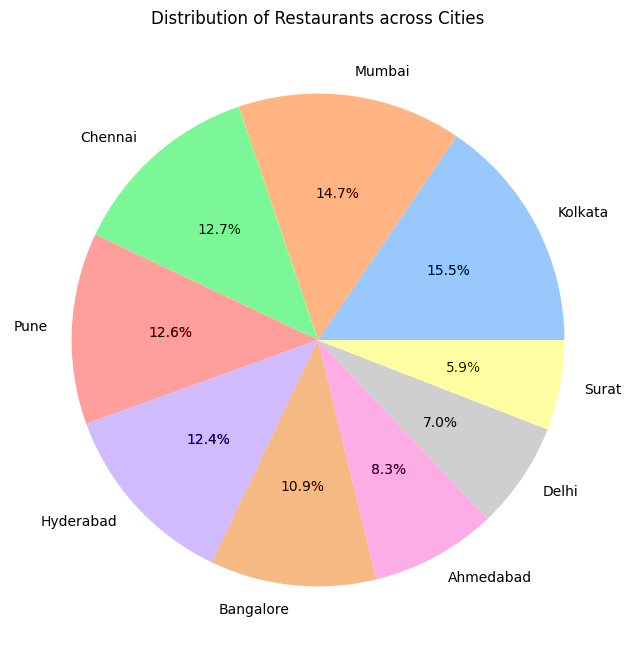 Distribution of Restaurants across Cities
Mumbai
Chennai
Kolkata
14.7%
12.7%
15.5%
Pune
12.6%
5.9%
Surat
7.0%
12.4%
8.3%
10.9%
Delhi
Hyderabad
Ahmedabad
Bangalore